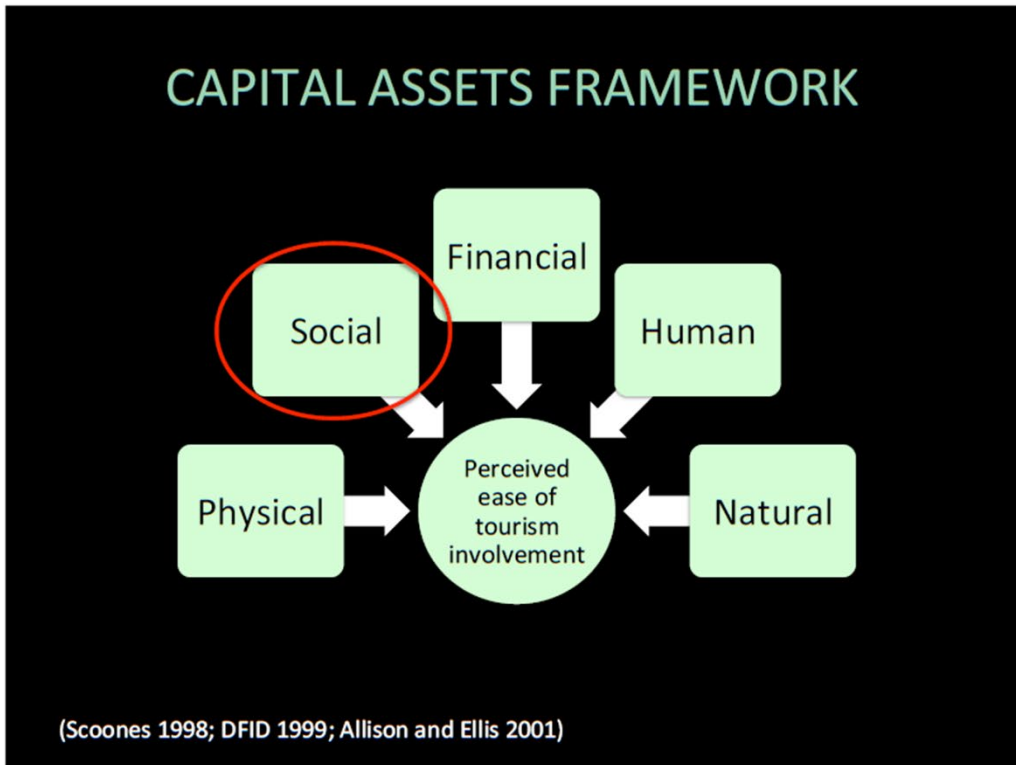 CAPITAL ASSETS FRAMEWORK
Financial
Social
Human
Physical
Perceived
ease of
tourism
involvement
Natural
(Scoones 1998; DFID 1999; Allison and Ellis 2001)